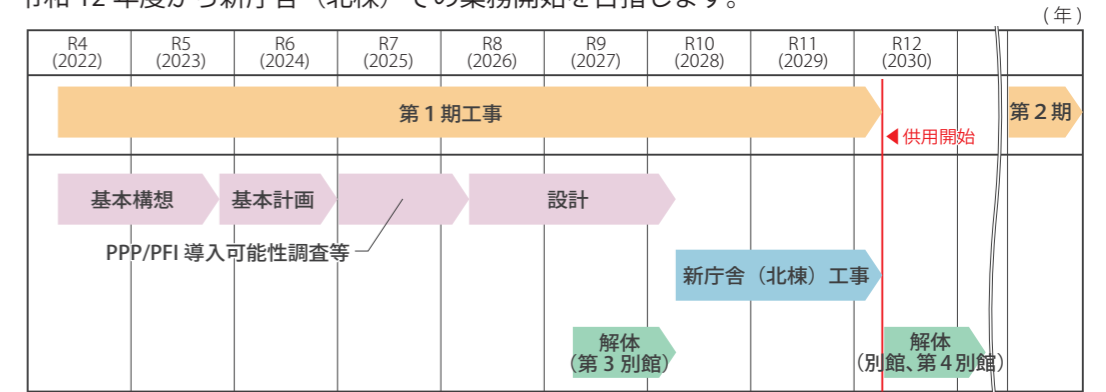 令和 12 年度から新庁舎（北棟）での業務開始を目指します。
(年)
R4 R5 R6 R7 R8 R9 R10 R11 R12
(2022) (2023) (2024) (2025) (2026) (2027) (2028) (2029) (2030)
第１期工事
第２期
◀供用開始
基本構想 基本計画 設計
PPP/PFI 導入可能性調査等
新庁舎（北棟）工事
解体
(第３別館)
解体
(別館、第４別館)